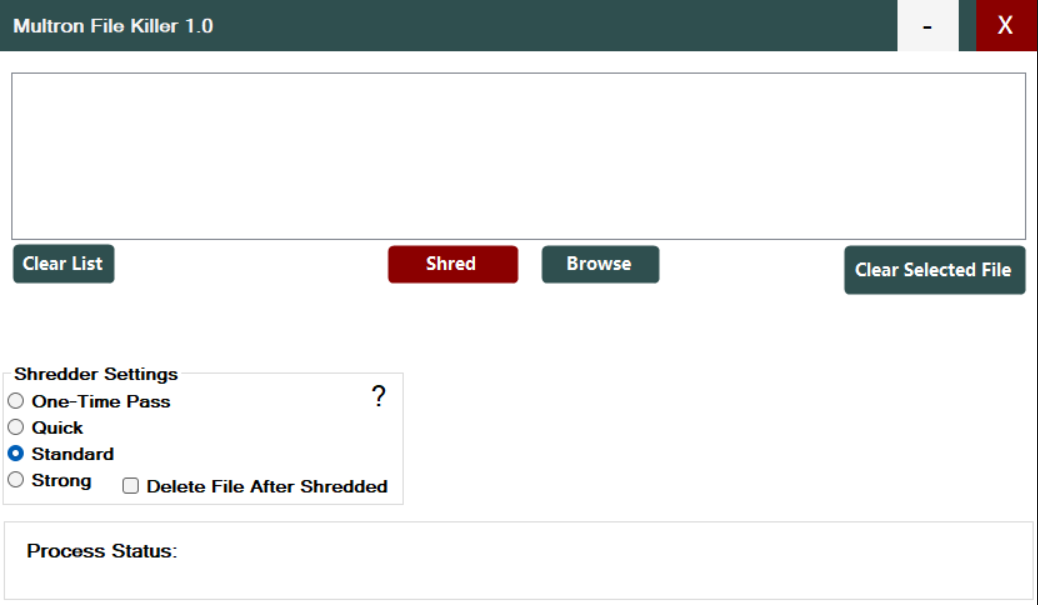 Multron File Killer 1.0 - X
Clear List Shred Browse Clear Selected File
Shredder Settings
?
One-Time Pass
Quick
Standard
Strong Delete File After Shredded
Process Status: